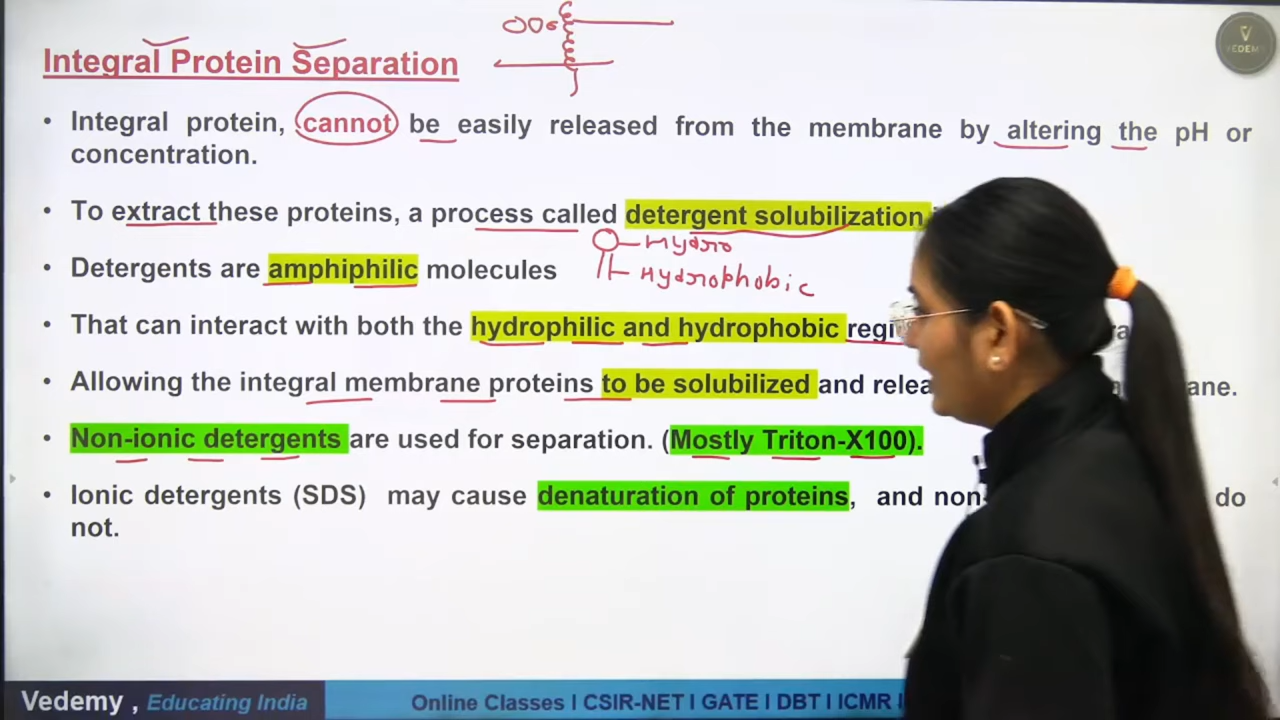 VEDEMY
Integral Protein Separation
• Integral protein, cannot be easily released from the membrane by altering the pH or
concentration.
• To extract these proteins, a process called detergent solubilization
Hydro
• Detergents are amphiphilic molecules
Hydrophobic
• That can interact with both the hydrophilic and hydrophobic regi
• Allowing the integral membrane proteins to be solubilized and relea ane.
• Non-ionic detergents are used for separation. (Mostly Triton-X100).
• Ionic detergents (SDS) may cause denaturation of proteins, and non- do
not.
Vedemy , Educating India
Online Classes I CSIR-NET I GATE I DBT I ICMR I